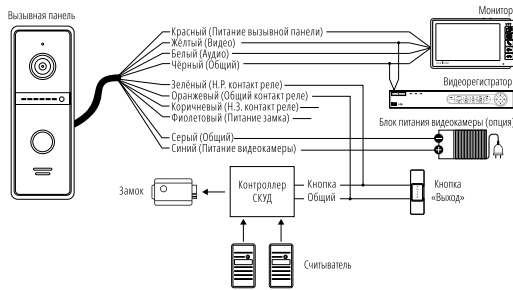 Вызывная панель
Монитор
Красный (Питание вызывной панели)
Жёлтый (Видео)
Белый (Аудио)
Чёрный (Общий)
Видеорегистратор
Зелёный (Н.Р. контакт реле)
Оранжевый (Общий контакт реле)
Коричневый (Н.З. контакт реле)
Фиолетовый (Питание замка)
Блок питания видеокамеры (опция)
Серый (Общий)
Синий (Питание видеокамеры)
Замок
Контроллер
СКУД
Кнопка
Общий
Кнопка
«Выход»
Считыватель